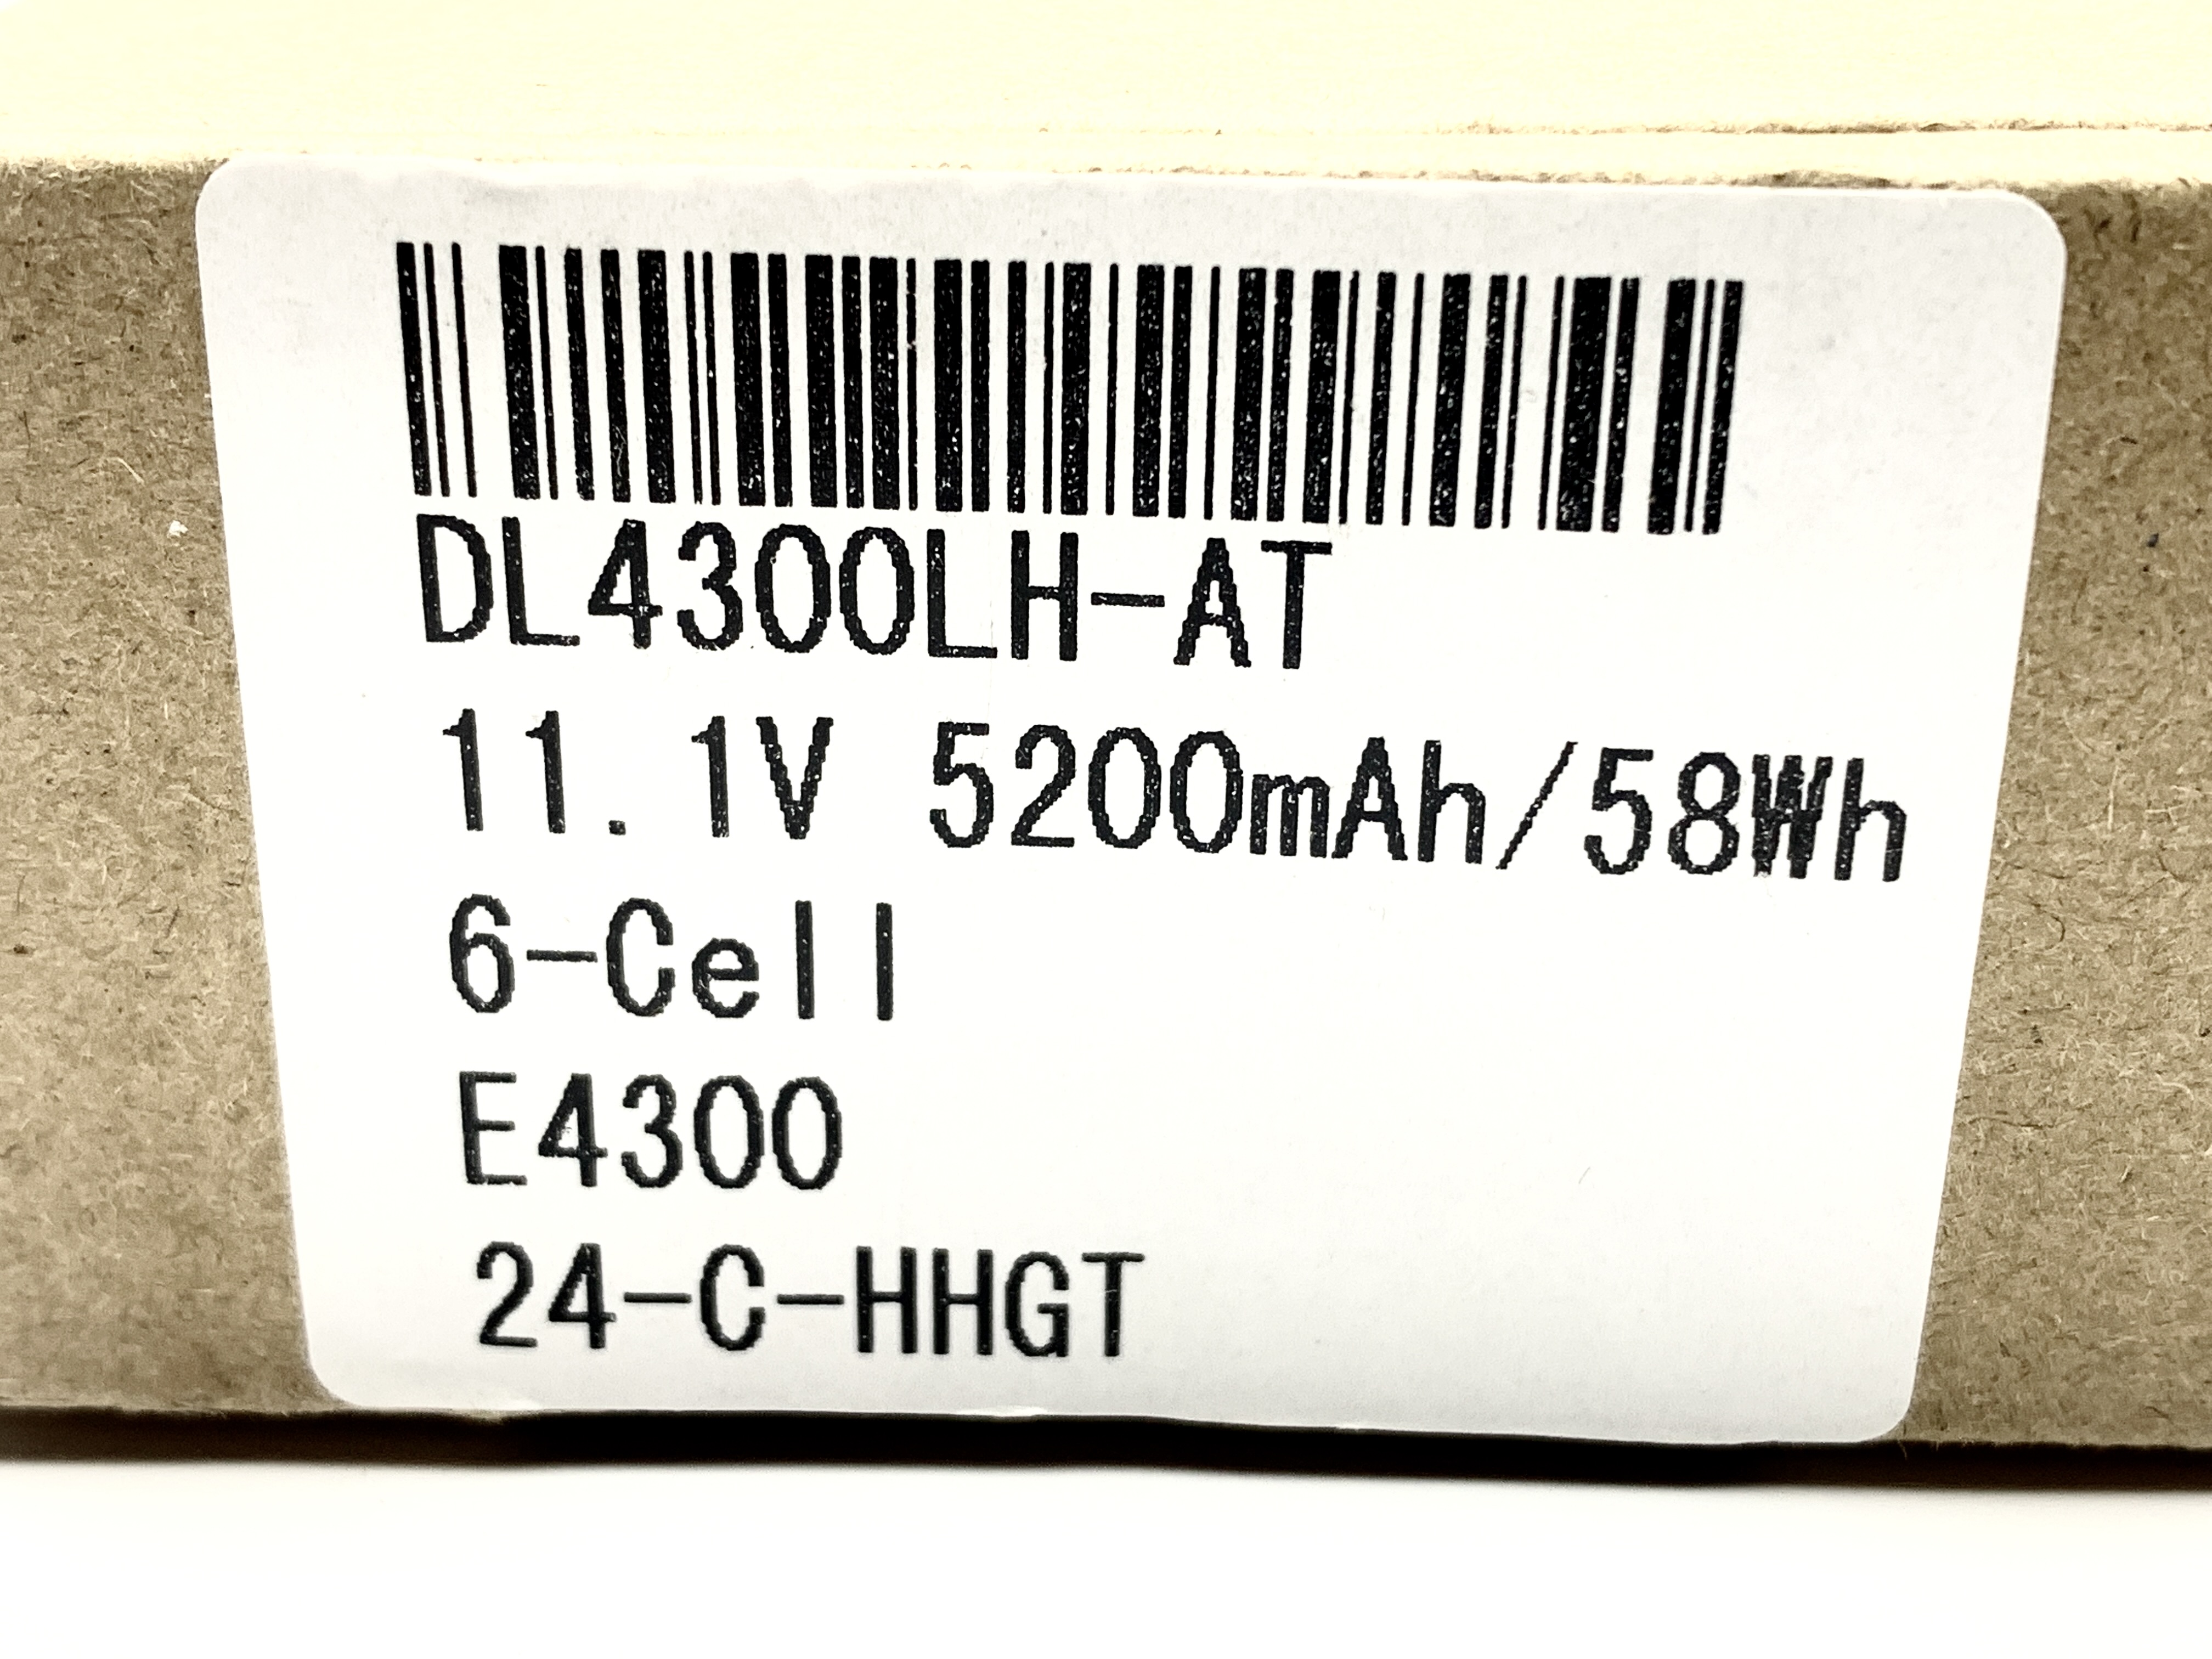 DL4300LH-AT
11.1V 5200mAh/58Wh
6-Cell
E4300
24-C-HHGT